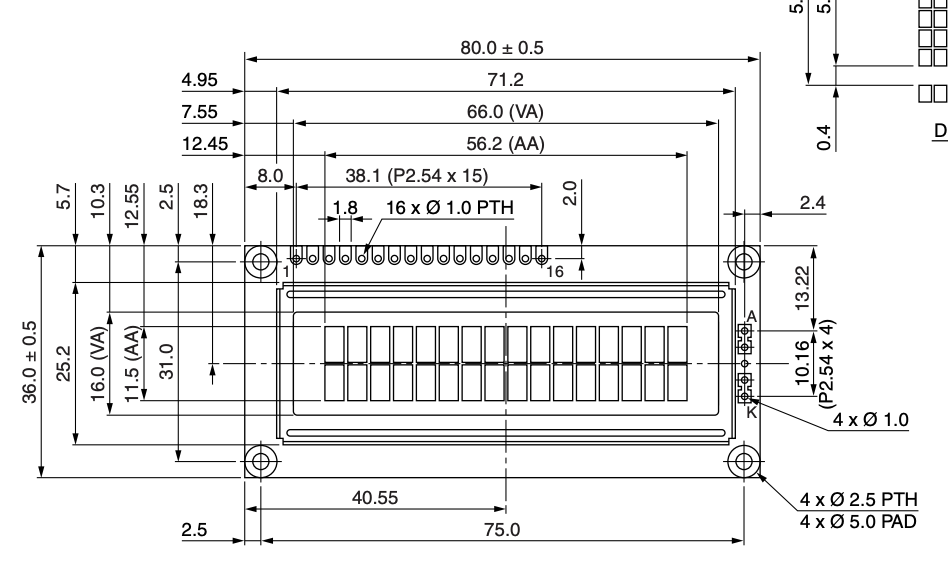 5.
5.
0.4
D
80.0 ± 0.5
4.95
71.2
7.55
66.0 (VA)
12.45
56.2 (AA)
8.0
38.1 (P2.54 x 15)
2.0
1.8
16 x Ø 1.0 PTH
2.4
5.7
10.3
12.55
2.5
18.3
1
16
13.22
A
36.0 ± 0.5
25.2
16.0 (VA)
11.5 (AA)
31.0
10.16
(P2.54 x 4)
K
4 x Ø 1.0
40.55
4 x Ø 2.5 PTH
4 x Ø 5.0 PAD
2.5
75.0